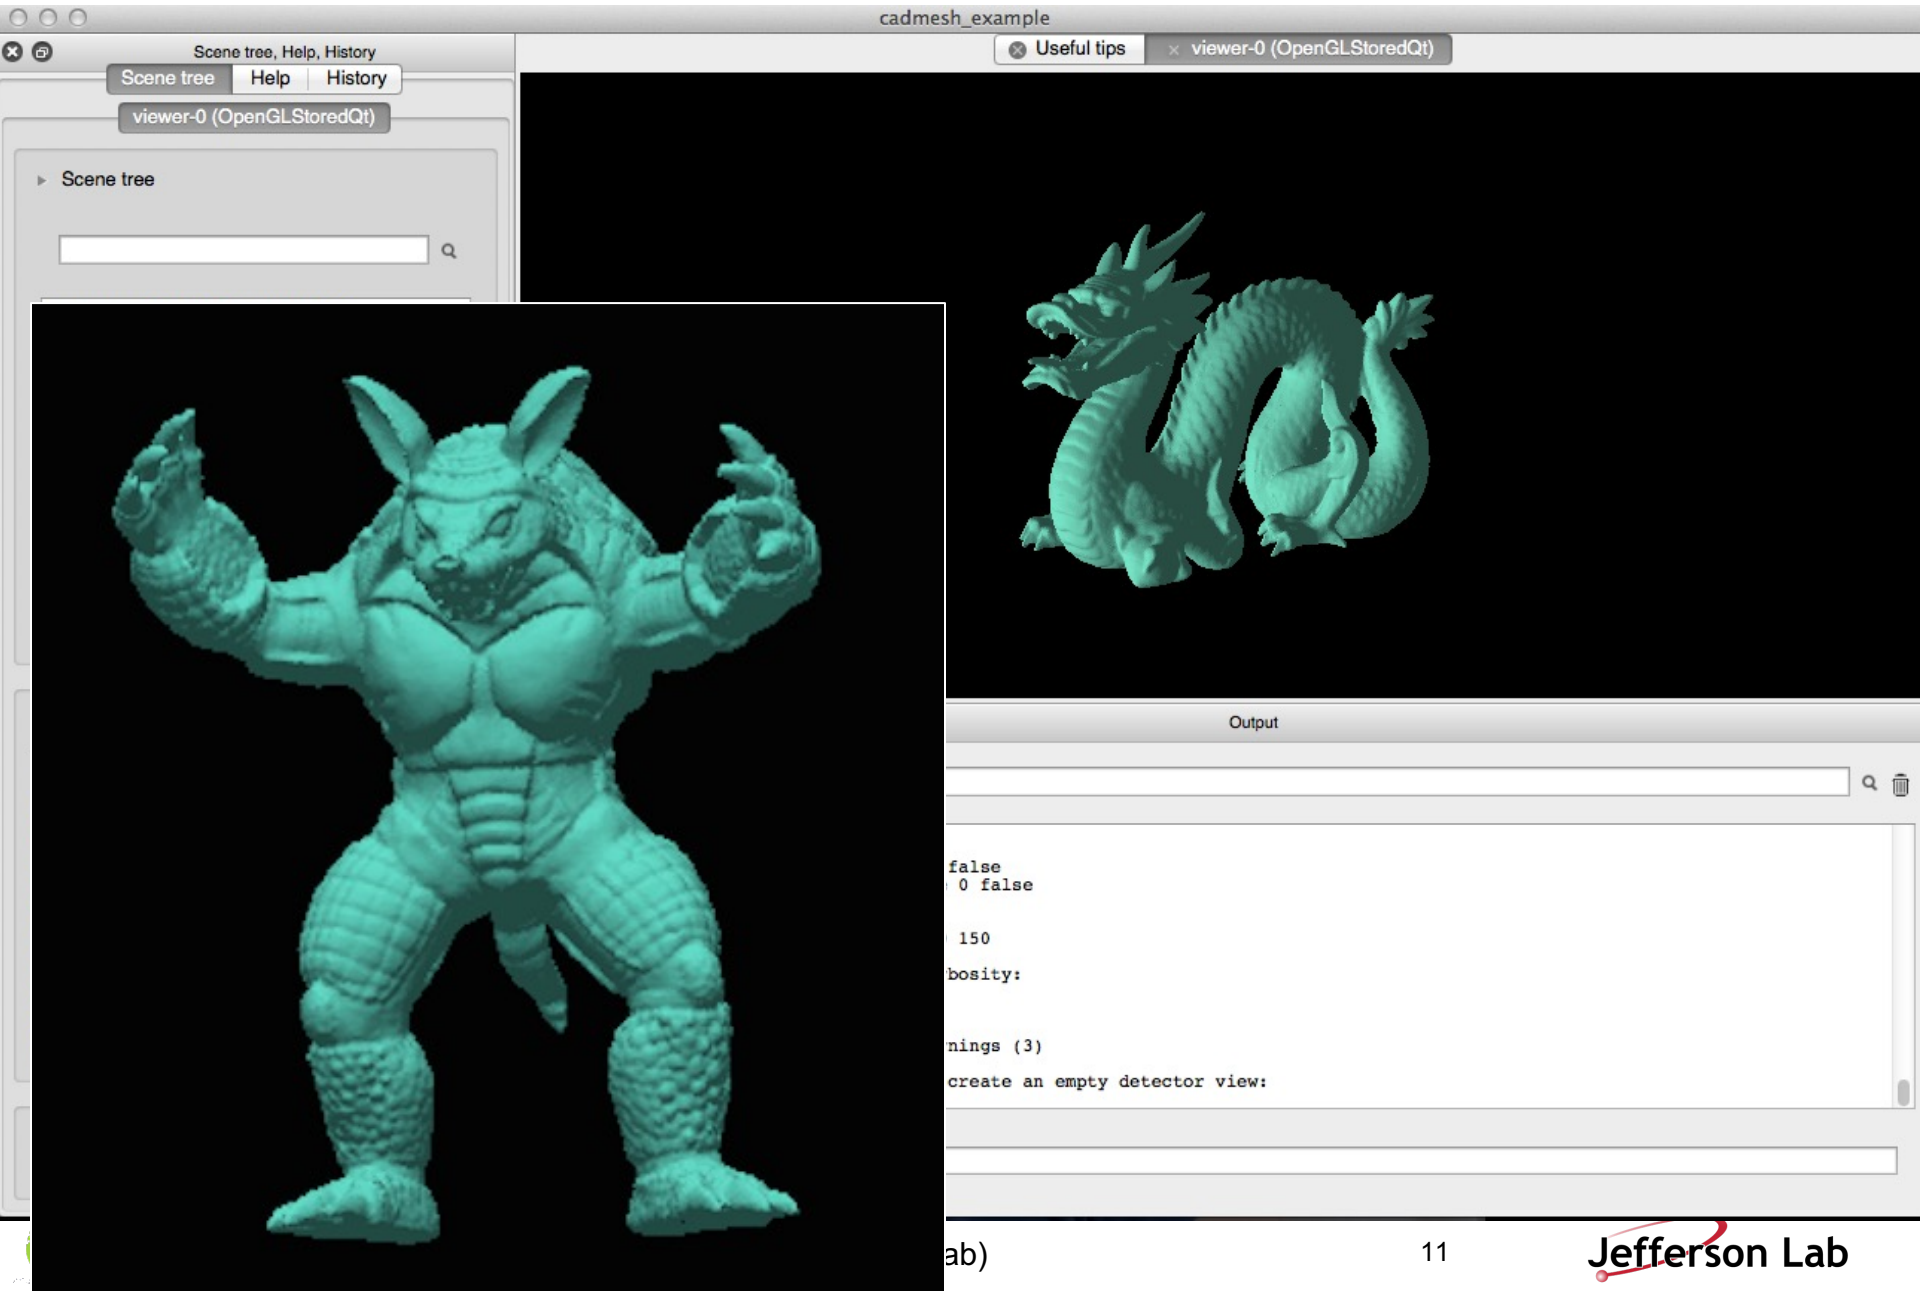 cadmesh_example
Scene tree, Help, History
Scene tree Help History
viewer-0 (OpenGLStoredQt)
Scene tree
Useful tips viewer-0 (OpenGLStoredQt)
Output
false
0 false
150
bosity:
nings (3)
create an empty detector view:
ab)
11
Jefferson Lab